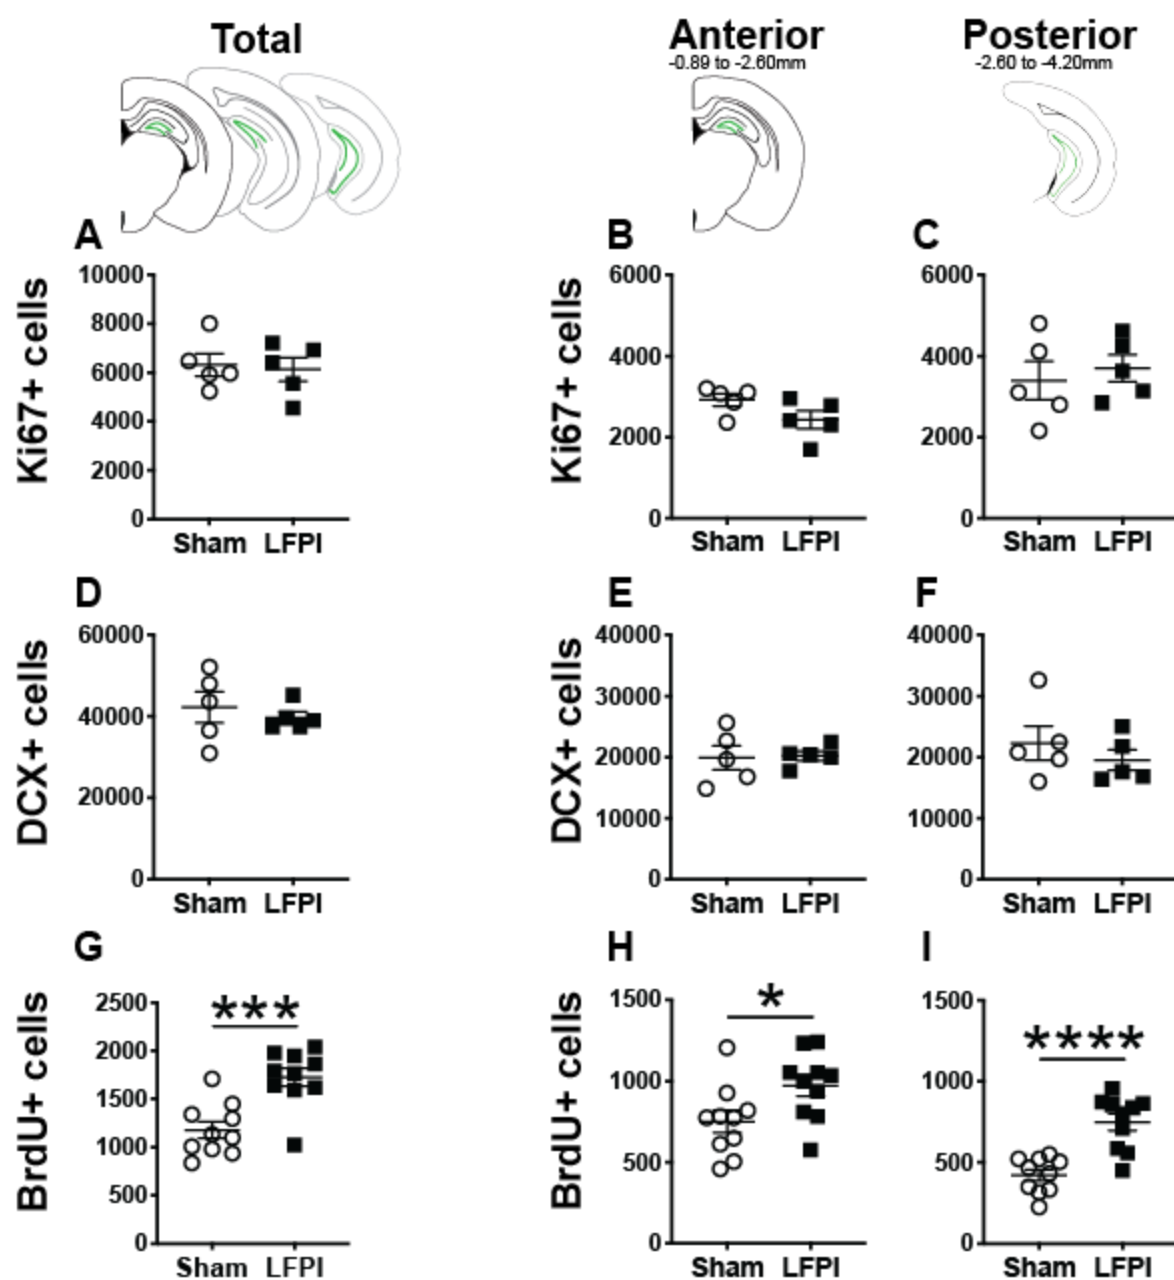 Total
Anterior
-0.89 to -2.60mm
Posterior
-2.60 to -4.20mm
A
Ki67+ cells
10000
8000
6000
4000
2000
0
Sham LFPI
B
Ki67+ cells
6000
4000
2000
0
Sham LFPI
C
6000
4000
2000
0
Sham LFPI
D
DCX+ cells
60000
40000
20000
0
Sham LFPI
E
DCX+ cells
40000
30000
20000
10000
0
Sham LFPI
F
40000
30000
20000
10000
0
Sham LFPI
G
BrdU+ cells
2500
2000
1500
1000
500
0
***
Sham LFPI
H
BrdU+ cells
1500
1000
500
0
*
Sham LFPI
I
1500
1000
500
0
****
Sham LFPI